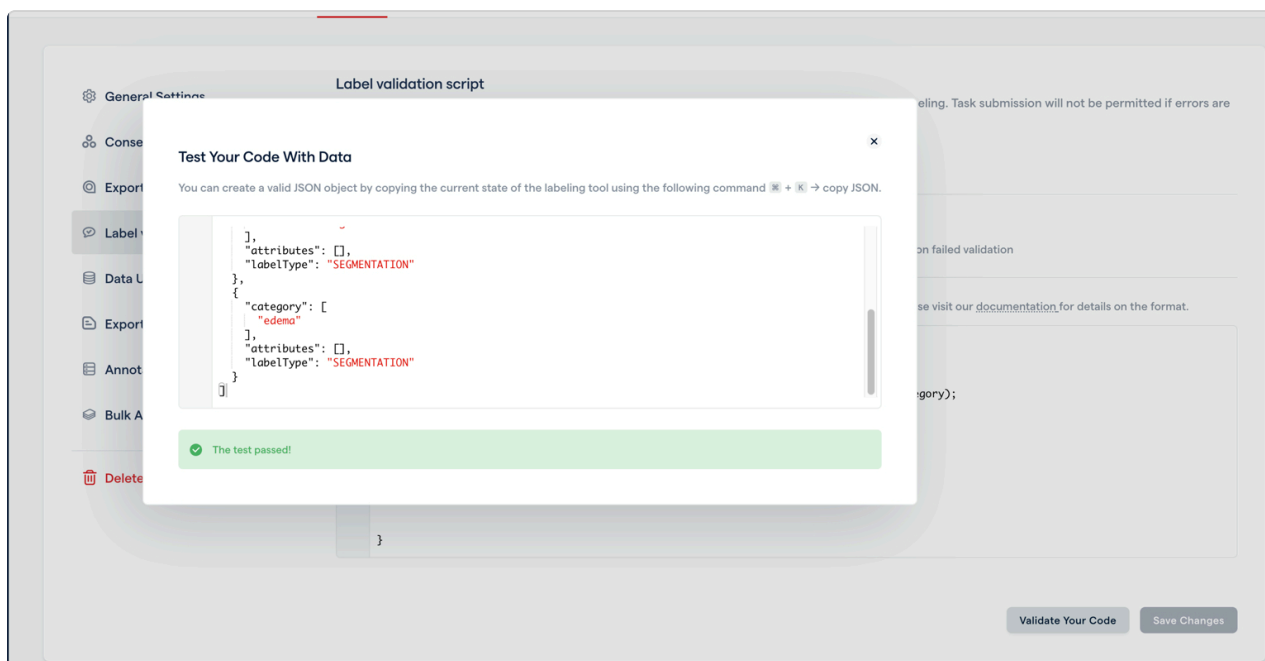 Label validation script
General Settings
eling. Task submission will not be permitted if errors are
Conse
Export
Label
Data U
Export
Annot
Bulk A
Delete
Test Your Code With Data
You can create a valid JSON object by copying the current state of the labeling tool using the following command ⌘ + K → copy JSON.
],
"attributes": [],
"labelType": "SEGMENTATION"
},
{
"category": [
"edema"
],
"attributes": [],
"labelType": "SEGMENTATION"
}
]
The test passed!
on failed validation
se visit our documentation for details on the format.
egory);
}
Validate Your Code
Save Changes